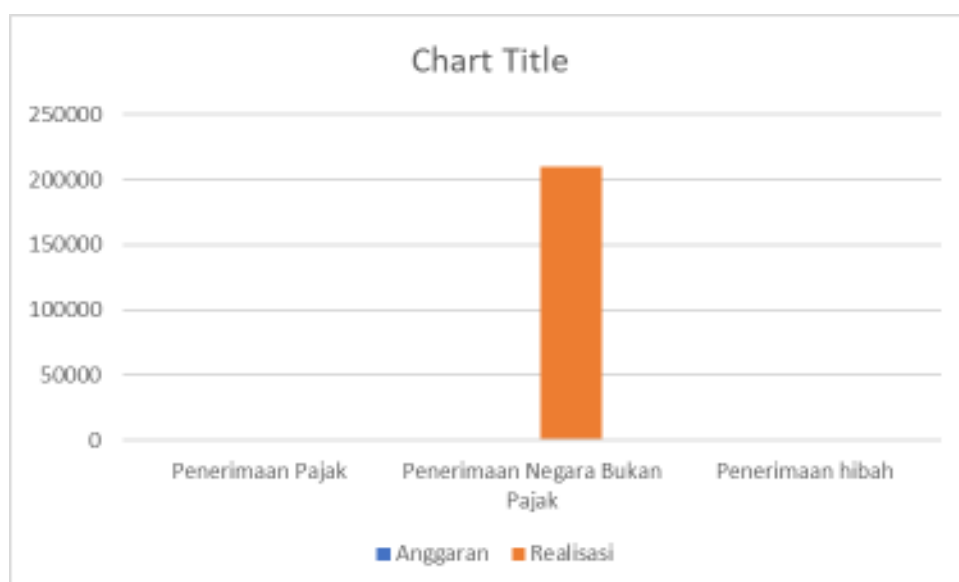 Chart Title
250000
200000
150000
100000
50000
0
Penerimaan Pajak
Penerimaan Negara Bukan
Pajak
Penerimaan hibah
Anggaran
Realisasi